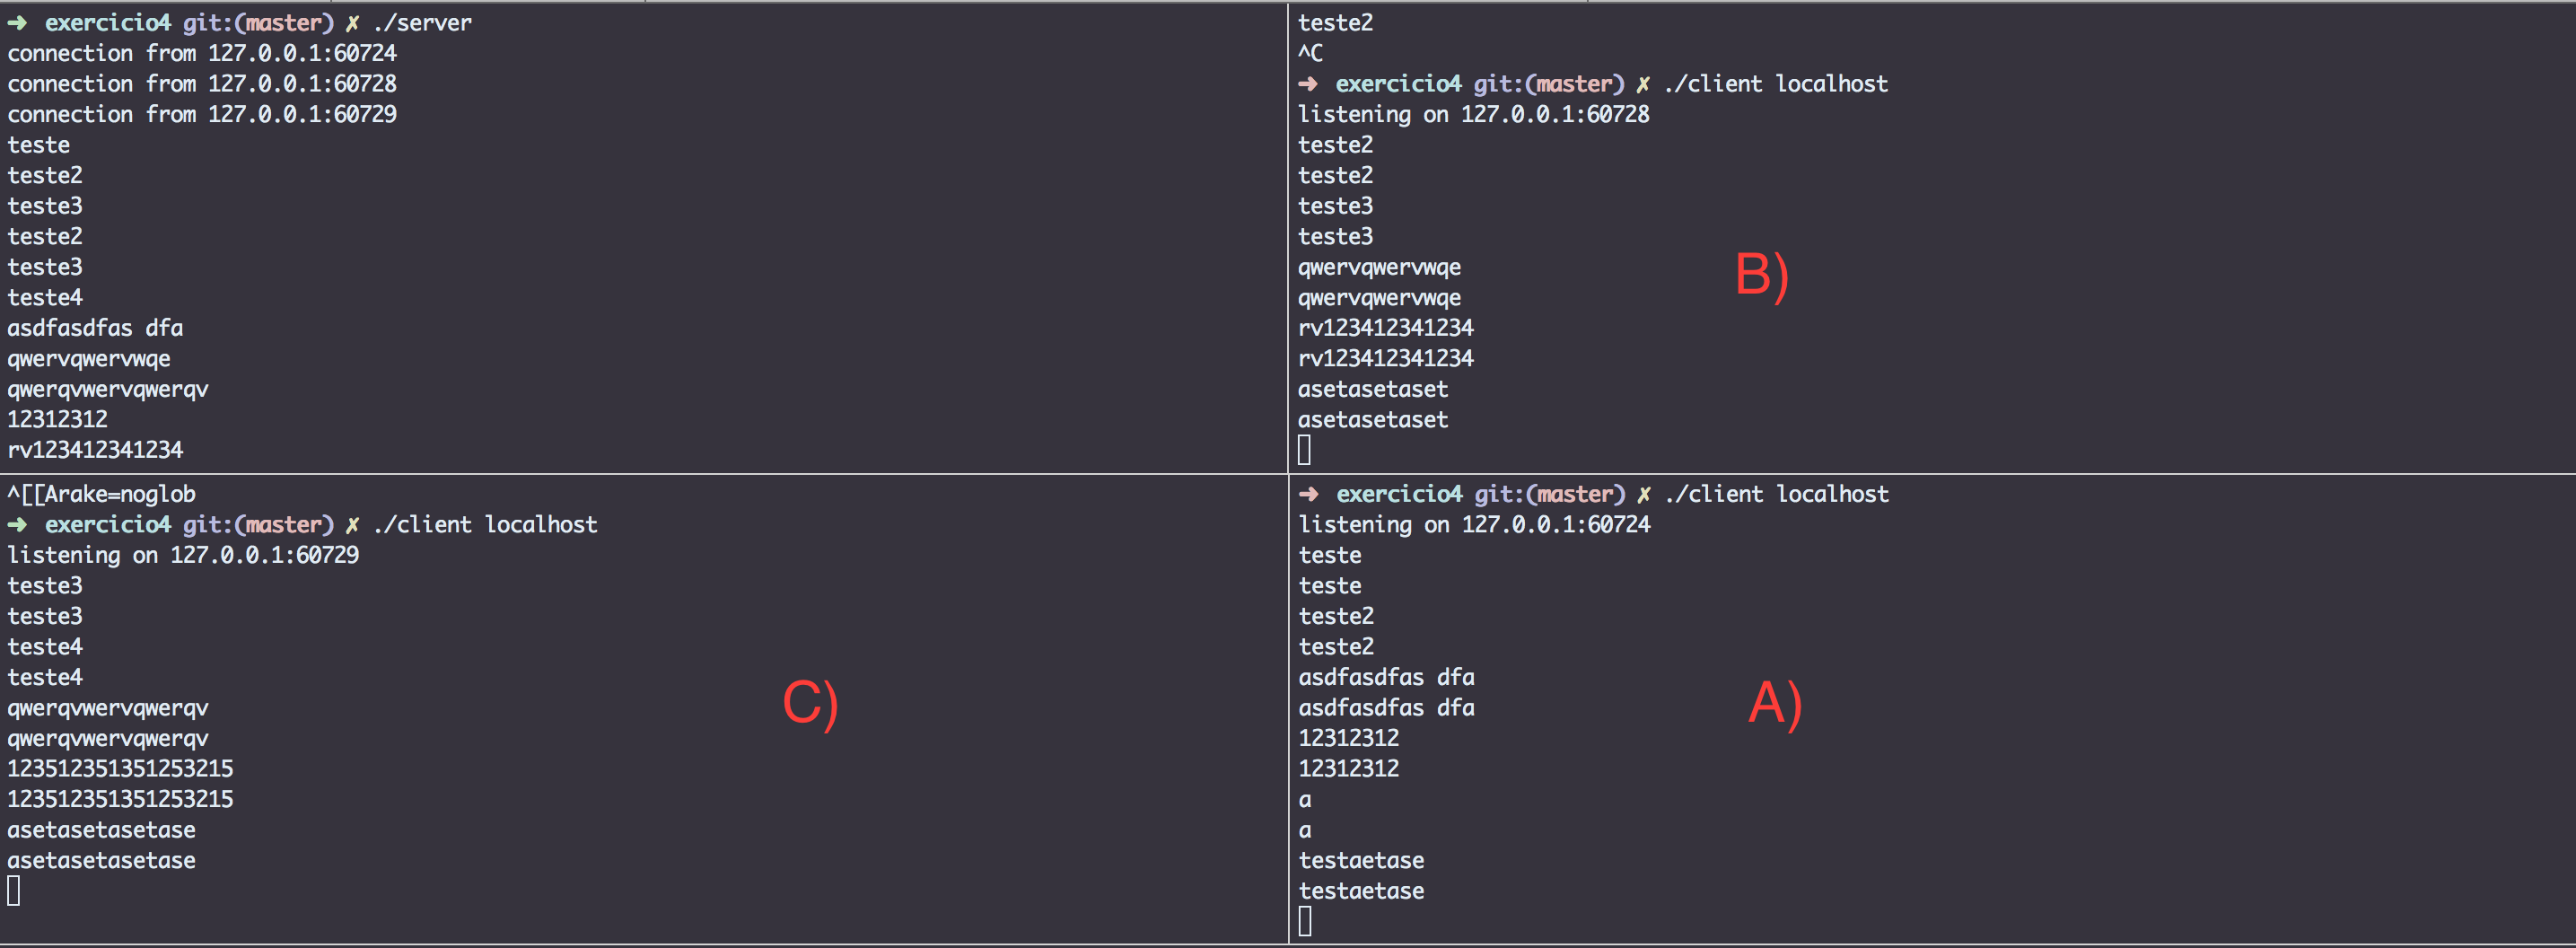 ➜ exercicio4 git:(master) ✗ ./server
connection from 127.0.0.1:60724
connection from 127.0.0.1:60728
connection from 127.0.0.1:60729
teste
teste2
teste3
teste2
teste3
teste4
asdfasdfas dfa
qwervqwervwqe
qwerqvwervqwerqv
12312312
rv123412341234
teste2
^C
➜ exercicio4 git:(master) ✗ ./client localhost
listening on 127.0.0.1:60728
teste2
teste2
teste3
teste3
qwervqwervwqe
qwervqwervwqe
rv123412341234
rv123412341234
asetasetaset
asetasetaset
B)
^[[Arake=noglob
➜ exercicio4 git:(master) ✗ ./client localhost
listening on 127.0.0.1:60729
teste3
teste3
teste4
teste4
qwerqvwervqwerqv
qwerqvwervqwerqv
123512351351253215
123512351351253215
asetasetasetase
asetasetasetase
C)
➜ exercicio4 git:(master) ✗ ./client localhost
listening on 127.0.0.1:60724
teste
teste
teste2
teste2
asdfasdfas dfa
asdfasdfas dfa
12312312
12312312
a
a
testaetase
testaetase
A)